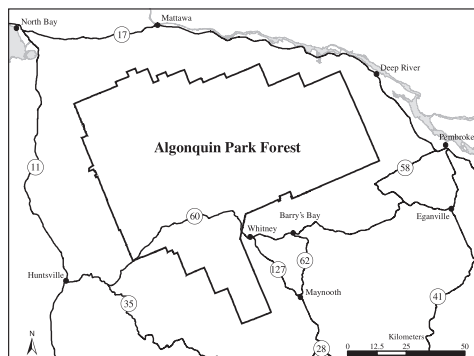 North Bay
Mattawa
17
Deep River
Algonquin Park Forest
Pembroke
58
11
60
Barry's Bay
Whitney
Eganville
Huntsville
127
62
35
Maynooth
41
28
Kilometers
N
0 12.5 25 50